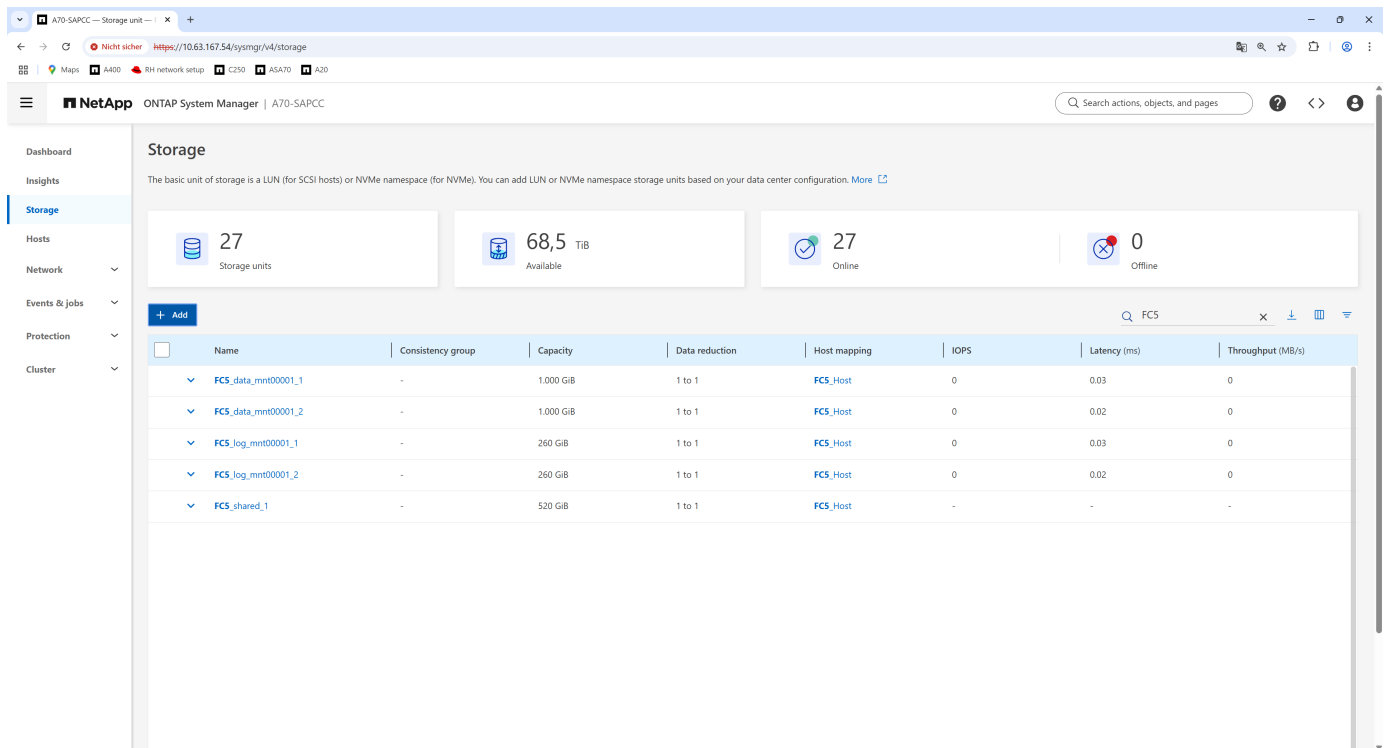 A70-SAPCC — Storage unit —
Nicht sicher https://10.63.167.54/sysmgr/v4/storage
Maps A400 RH network setup C250 ASA70 A20
NetApp ONTAP System Manager | A70-SAPCC Search actions, objects, and pages
Dashboard
Insights
Storage
Hosts
Network
Events & jobs
Protection
Cluster
Storage
The basic unit of storage is a LUN (for SCSI hosts) or NVMe namespace (for NVMe). You can add LUN or NVMe namespace storage units based on your data center configuration. More
27
Storage units
68,5 TiB
Available
27
Online
0
Offline
+ Add FC5
Name Consistency group Capacity Data reduction Host mapping IOPS Latency (ms) Throughput (MB/s)
FC5_data_mnt00001_1 - 1.000 GiB 1 to 1 FC5_Host 0 0.03 0
FC5_data_mnt00001_2 - 1.000 GiB 1 to 1 FC5_Host 0 0.02 0
FC5_log_mnt00001_1 - 260 GiB 1 to 1 FC5_Host 0 0.03 0
FC5_log_mnt00001_2 - 260 GiB 1 to 1 FC5_Host 0 0.02 0
FC5_shared_1 - 520 GiB 1 to 1 FC5_Host - - -